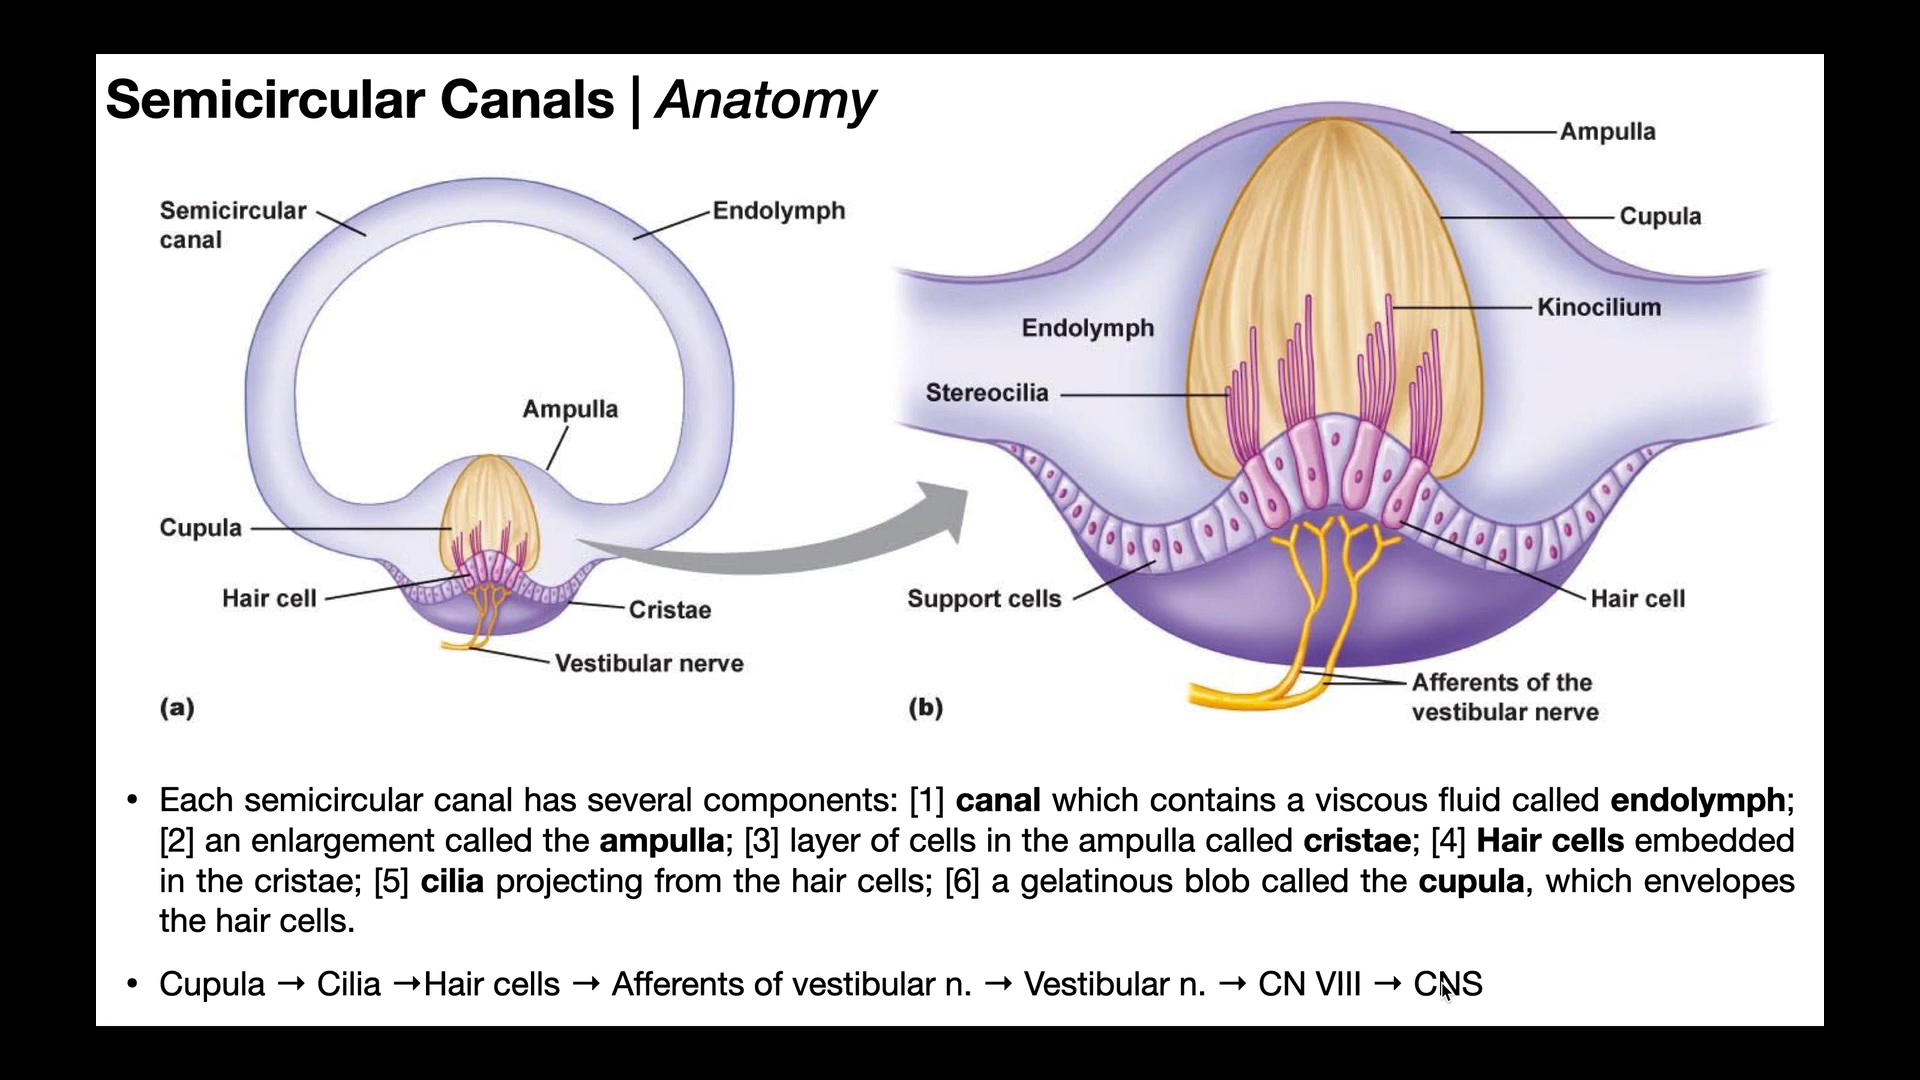 Semicircular Canals | Anatomy
Semicircular
canal
Endolymph
Ampulla
Cupula
Hair cell
Cristae
Vestibular nerve
(a)
Ampulla
Cupula
Kinocilium
Endolymph
Stereocilia
Support cells
Hair cell
Afferents of the
vestibular nerve
(b)
• Each semicircular canal has several components: [1] canal which contains a viscous fluid called endolymph;
[2] an enlargement called the ampulla; [3] layer of cells in the ampulla called cristae; [4] Hair cells embedded
in the cristae; [5] cilia projecting from the hair cells; [6] a gelatinous blob called the cupula, which envelopes
the hair cells.
• Cupula → Cilia →Hair cells → Afferents of vestibular n. → Vestibular n. → CN VIII → CNS